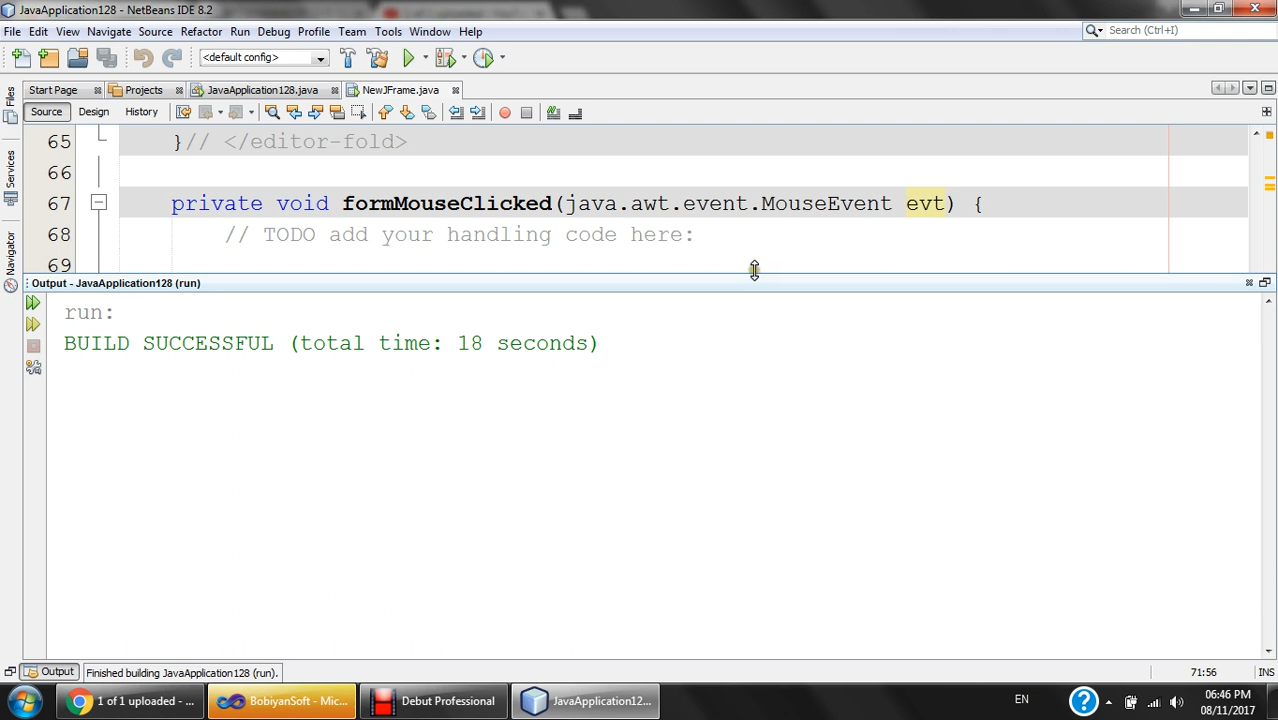 JavaApplication128 - NetBeans IDE 8.2
File Edit View Navigate Source Refactor Run Debug Profile Team Tools Window Help
Search (Ctrl+I)
<default config>
Files
Services
Navigator
Start Page Projects JavaApplication128.java NewJFrame.java
Source Design History
65 }// </editor-fold>
66
67 private void formMouseClicked(java.awt.event.MouseEvent evt) {
68 // TODO add your handling code here:
69
Output - JavaApplication128 (run)
run:
BUILD SUCCESSFUL (total time: 18 seconds)
Output Finished building JavaApplication128 (run). 71:56 INS
1 of 1 uploaded - ... BobiyanSoft - Mic... Debut Professional JavaApplication12... EN 06:46 PM
08/11/2017